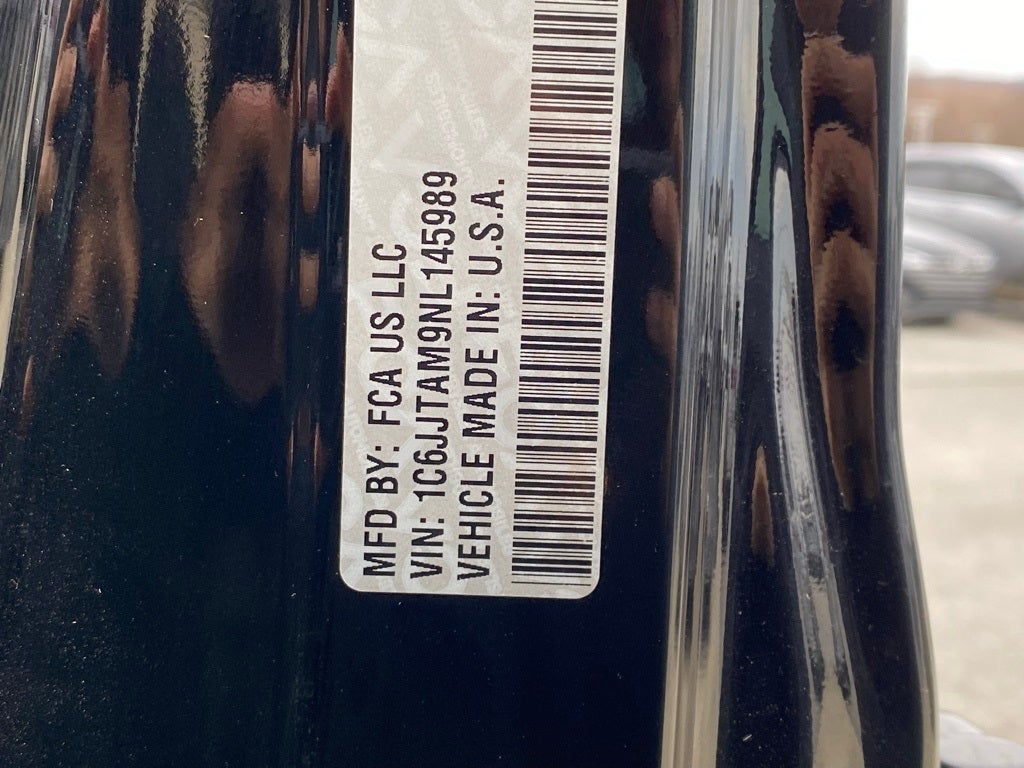 MFD BY: FCA US LLC
VIN: 1C6JJTAM9NL145989
VEHICLE MADE IN: U.S.A.